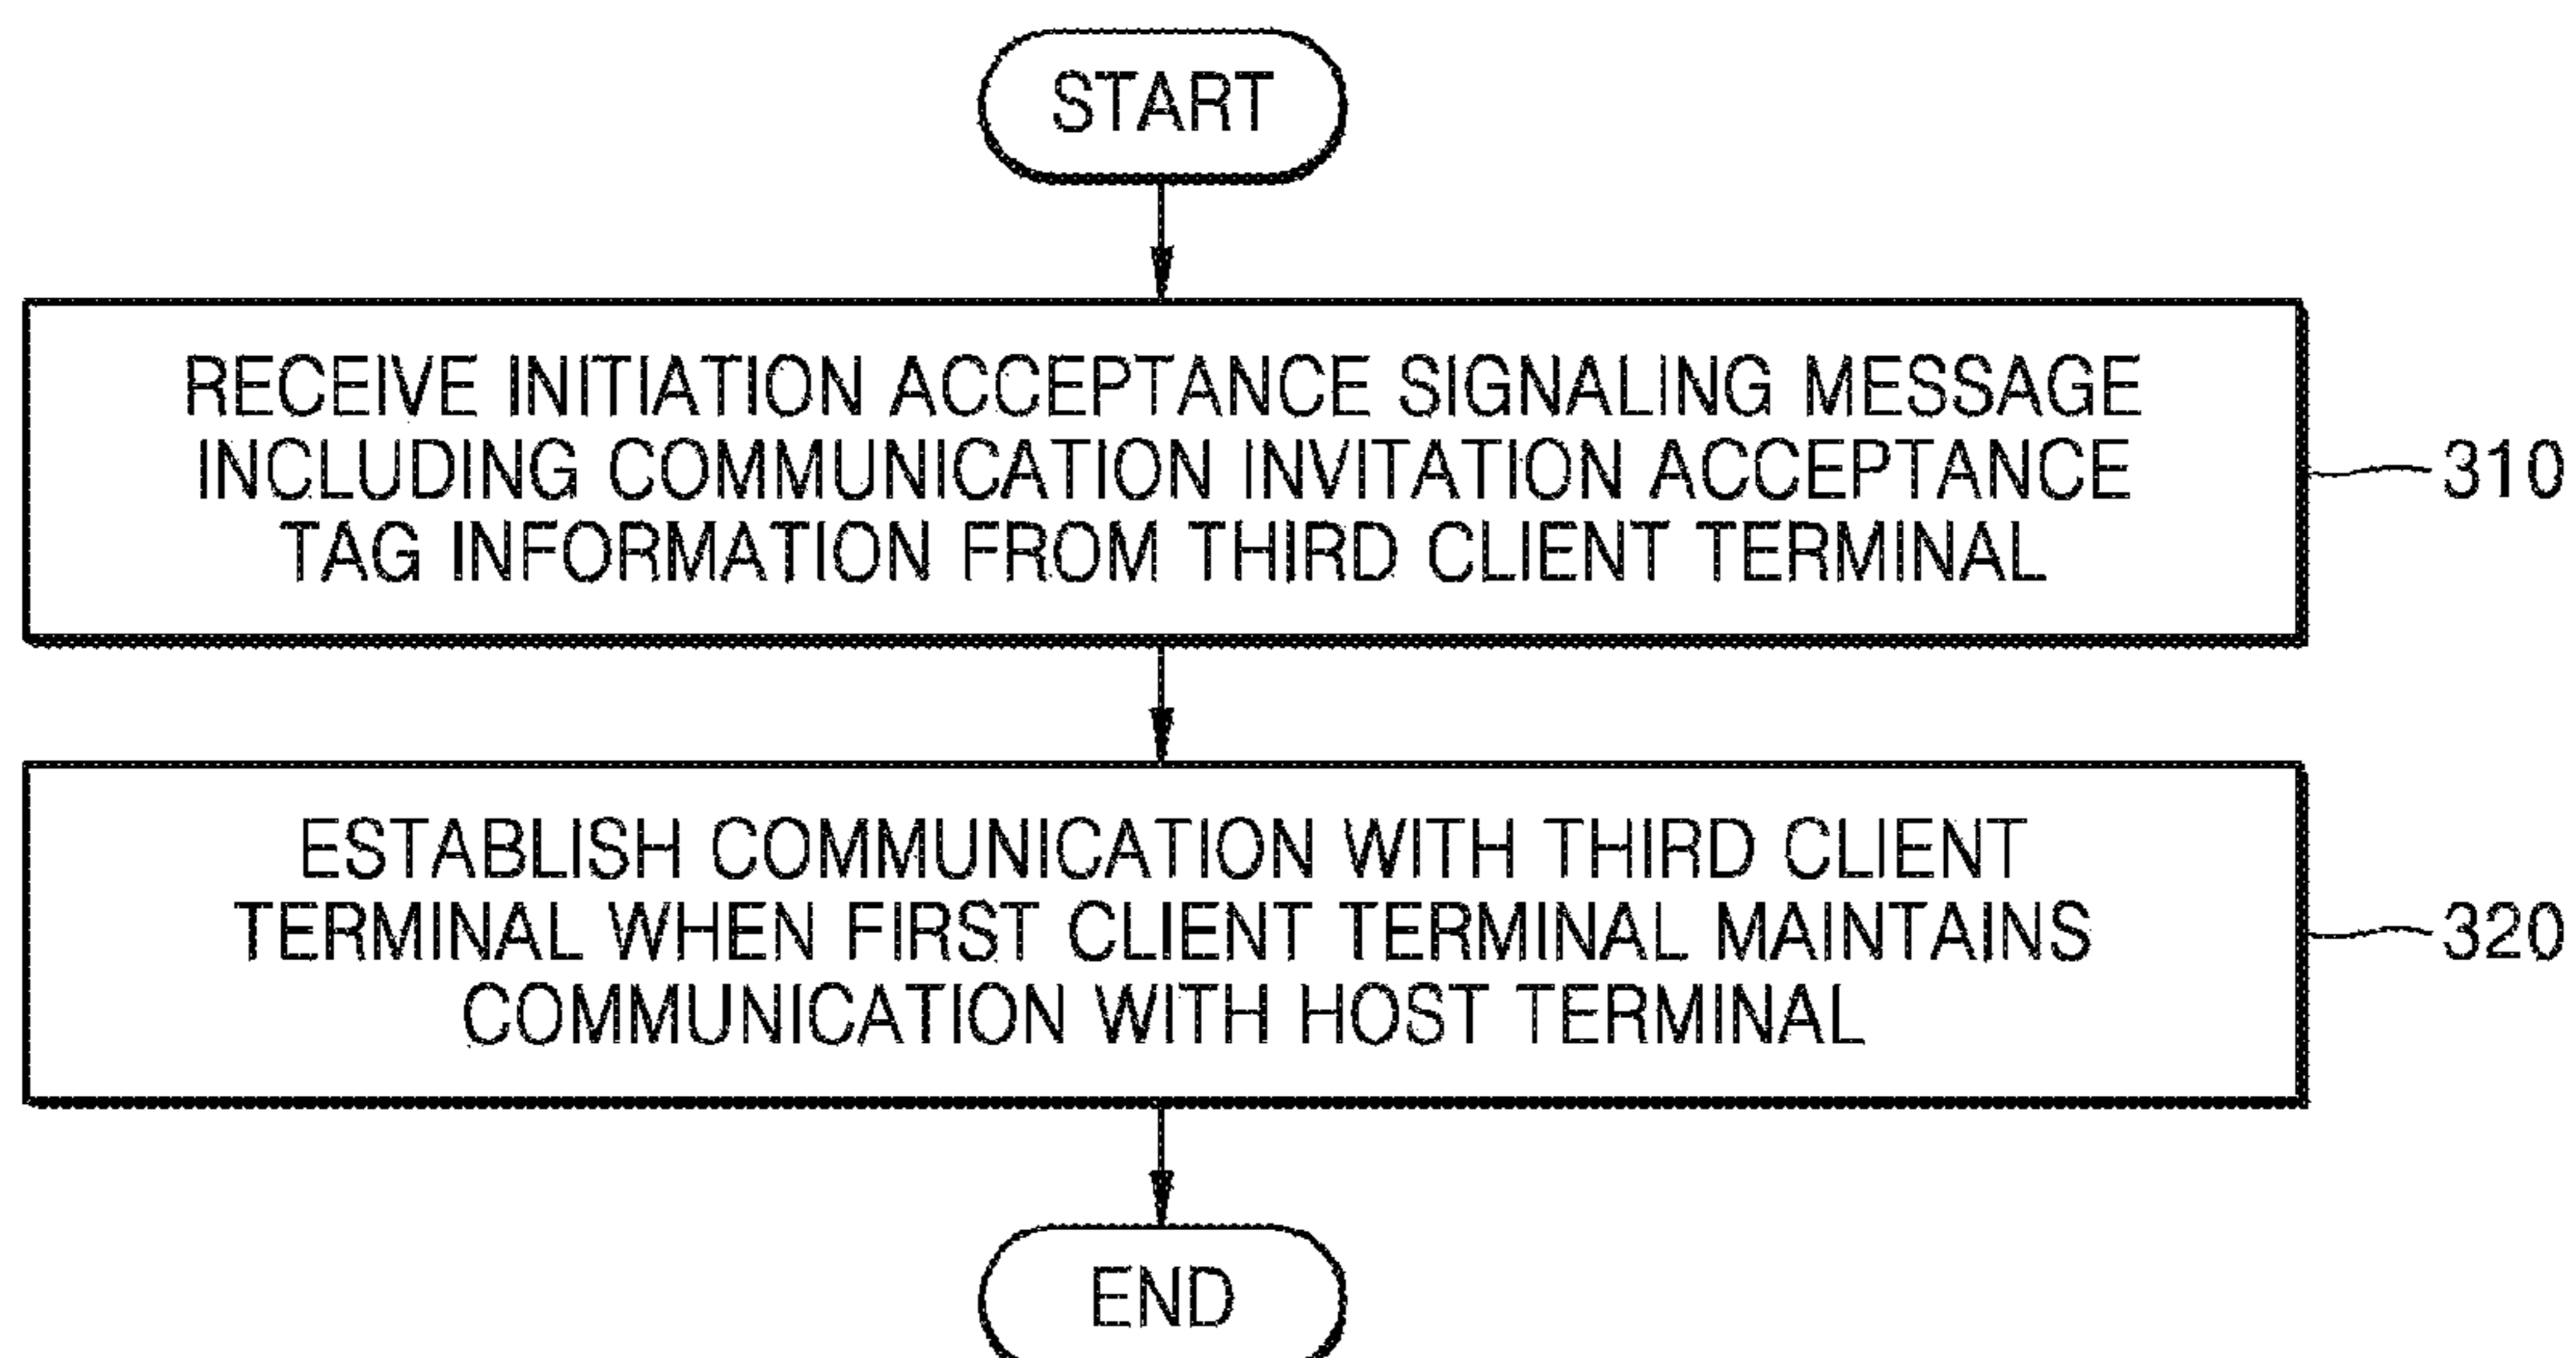 START
RECEIVE INITIATION ACCEPTANCE SIGNALING MESSAGE
INCLUDING COMMUNICATION INVITATION ACCEPTANCE
TAG INFORMATION FROM THIRD CLIENT TERMINAL
310
ESTABLISH COMMUNICATION WITH THIRD CLIENT
TERMINAL WHEN FIRST CLIENT TERMINAL MAINTAINS
COMMUNICATION WITH HOST TERMINAL
320
END